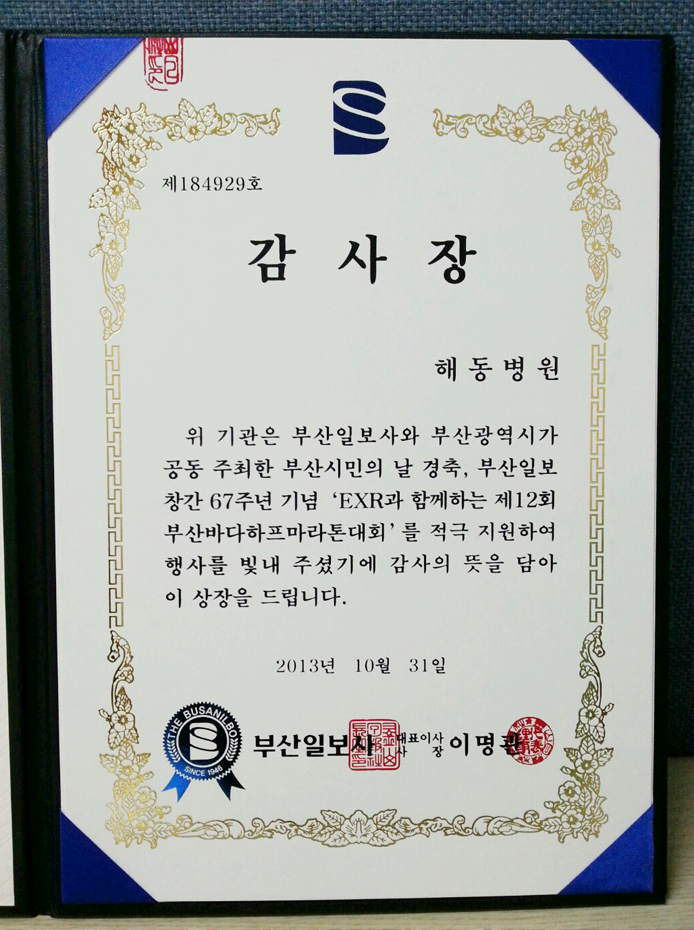 제184929호
감 사 장
해 동 병 원
위 기관은 부산일보사와 부산광역시가
공동 주최한 부산시민의 날 경축, 부산일보
창간 67주년 기념 ‘EXR과 함께하는 제12회
부산바다하프마라톤대회’를 적극 지원하여
행사를 빛내 주셨기에 감사의 뜻을 담아
이 상장을 드립니다.
2013년 10월 31일
THE BUSANILBO
SINCE 1946
부산일보사 대표이사 사장 이명관